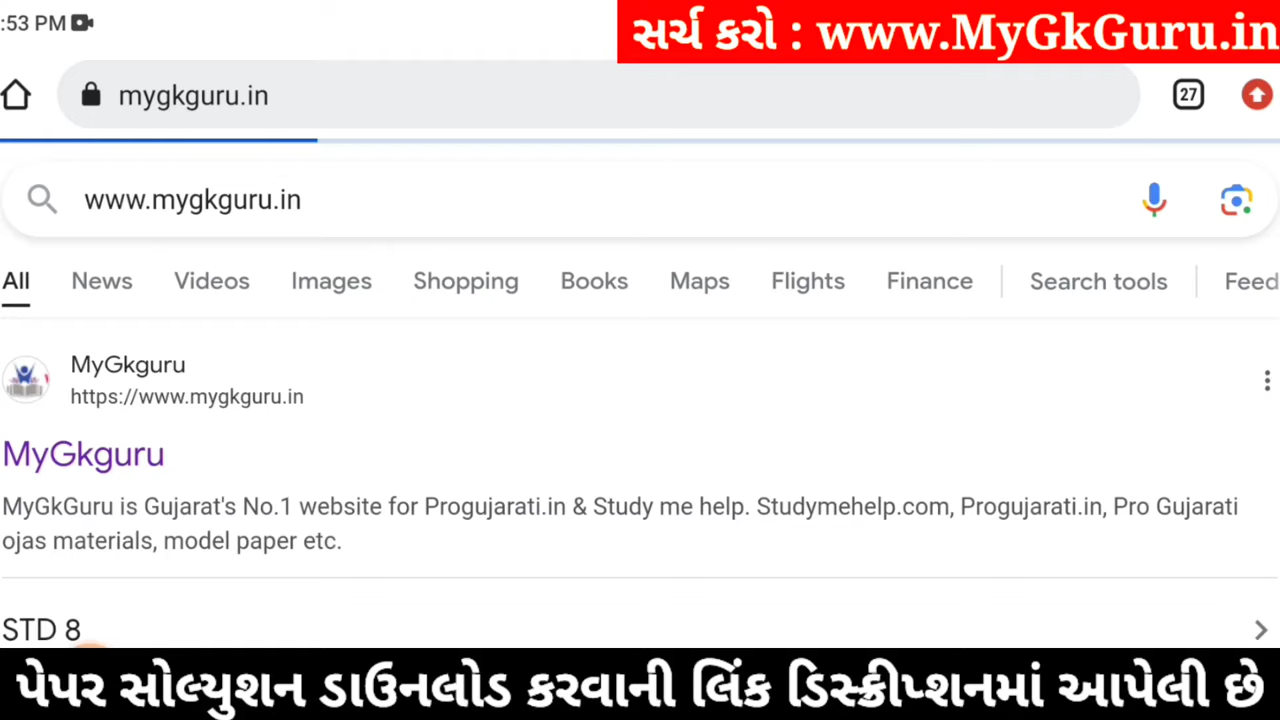 :53 PM
સર્ચ કરો : www.MyGkGuru.in
mygkguru.in
27
www.mygkguru.in
All News Videos Images Shopping Books Maps Flights Finance Search tools Feed
MyGkguru
https://www.mygkguru.in
MyGkguru
MyGkGuru is Gujarat's No.1 website for Progujarati.in & Study me help. Studymehelp.com, Progujarati.in, Pro Gujarati
ojas materials, model paper etc.
STD 8
પેપર સોલ્યુશન ડાઉનલોડ કરવાની લિંક ડિસ્ક્રીપ્શનમાં આપેલી છે